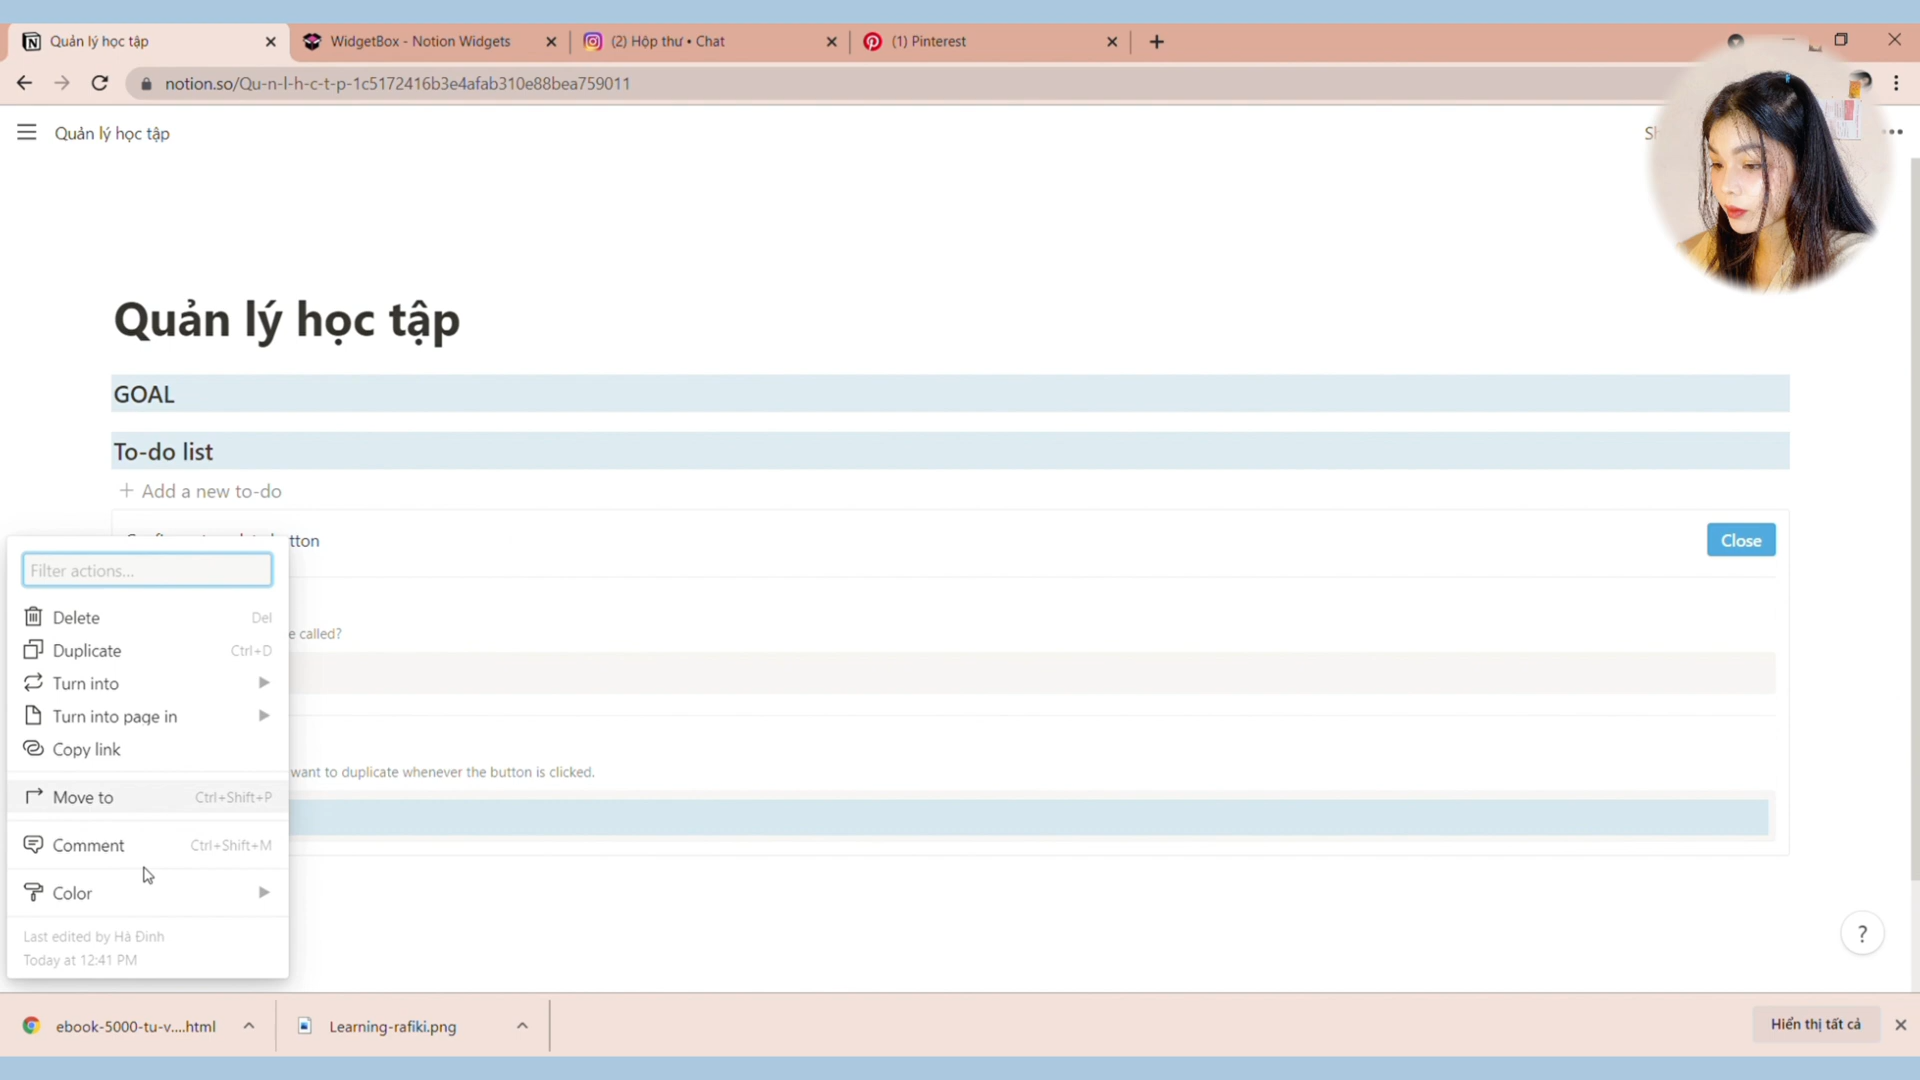 Quản lý học tập
WidgetBox - Notion Widgets
(2) Hộp thư • Chat
(1) Pinterest
notion.so/Qu-n-l-h-c-t-p-1c5172416b3e4afab310e88bea759011
Quản lý học tập
Quản lý học tập
GOAL
To-do list
Add a new to-do
tton
Close
Filter actions...
Delete Del
e called?
Duplicate Ctrl+D
Turn into
Turn into page in
Copy link
want to duplicate whenever the button is clicked.
Move to Ctrl+Shift+P
Comment Ctrl+Shift+M
Color
Last edited by Hà Đinh
Today at 12:41 PM
?
ebook-5000-tu-v....html
Learning-rafiki.png
Hiển thị tất cả